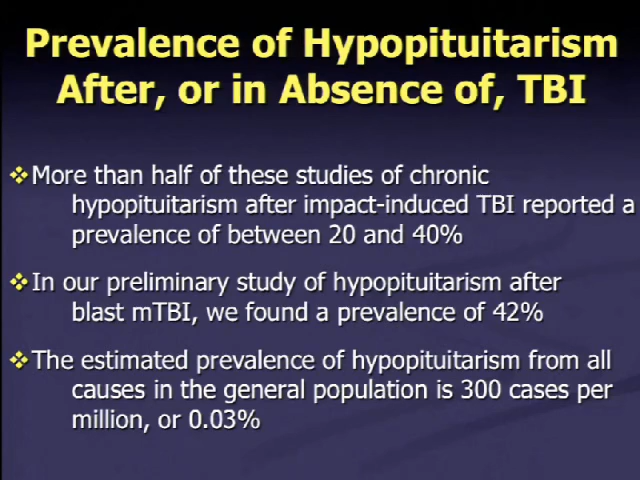 Prevalence of Hypopituitarism
After, or in Absence of, TBI
❖More than half of these studies of chronic
hypopituitarism after impact-induced TBI reported a
prevalence of between 20 and 40%
❖In our preliminary study of hypopituitarism after
blast mTBI, we found a prevalence of 42%
❖The estimated prevalence of hypopituitarism from all
causes in the general population is 300 cases per
million, or 0.03%